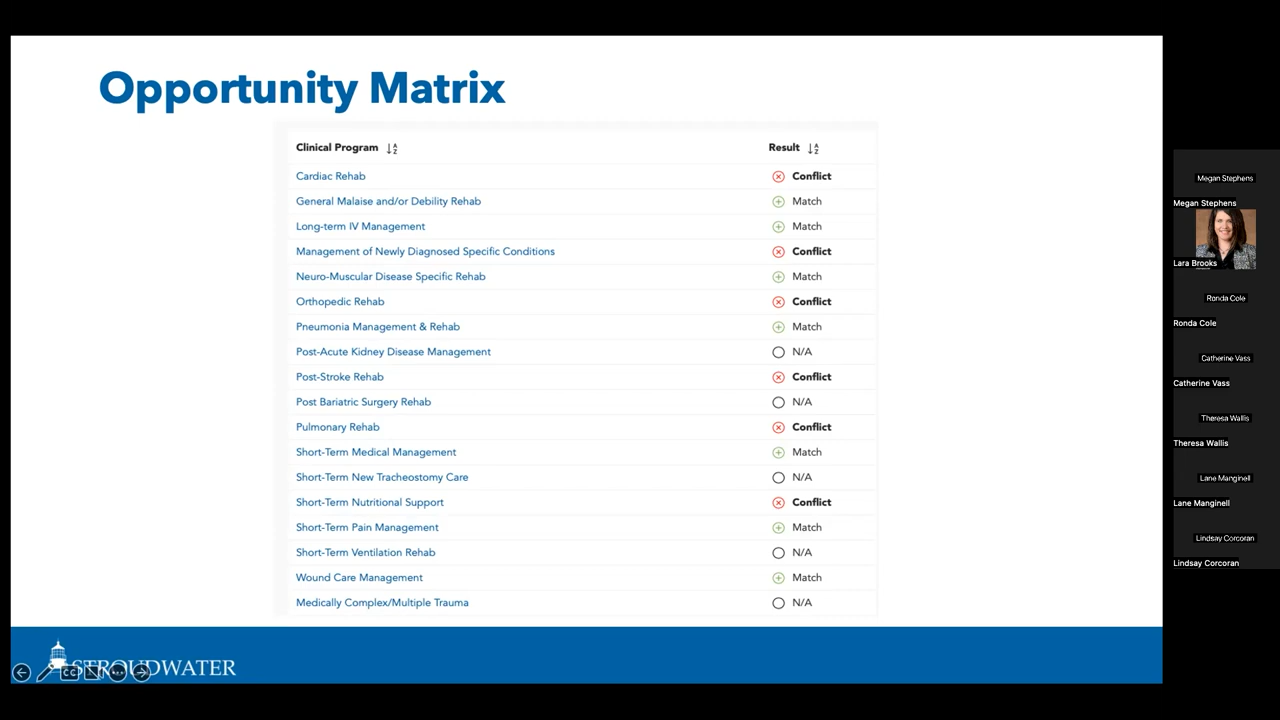 Opportunity Matrix
Clinical Program Result
Cardiac Rehab Conflict
General Malaise and/or Debility Rehab Match
Long-term IV Management Match
Management of Newly Diagnosed Specific Conditions Conflict
Neuro-Muscular Disease Specific Rehab Match
Orthopedic Rehab Conflict
Pneumonia Management & Rehab Match
Post-Acute Kidney Disease Management N/A
Post-Stroke Rehab Conflict
Post Bariatric Surgery Rehab N/A
Pulmonary Rehab Conflict
Short-Term Medical Management Match
Short-Term New Tracheostomy Care N/A
Short-Term Nutritional Support Conflict
Short-Term Pain Management Match
Short-Term Ventilation Rehab N/A
Wound Care Management Match
Medically Complex/Multiple Trauma N/A
STROUDWATER
CC
Megan Stephens
Megan Stephens
Lara Brooks
Ronda Cole
Ronda Cole
Catherine Vass
Catherine Vass
Theresa Wallis
Theresa Wallis
Lane Manginell
Lane Manginell
Lindsay Corcoran
Lindsay Corcoran